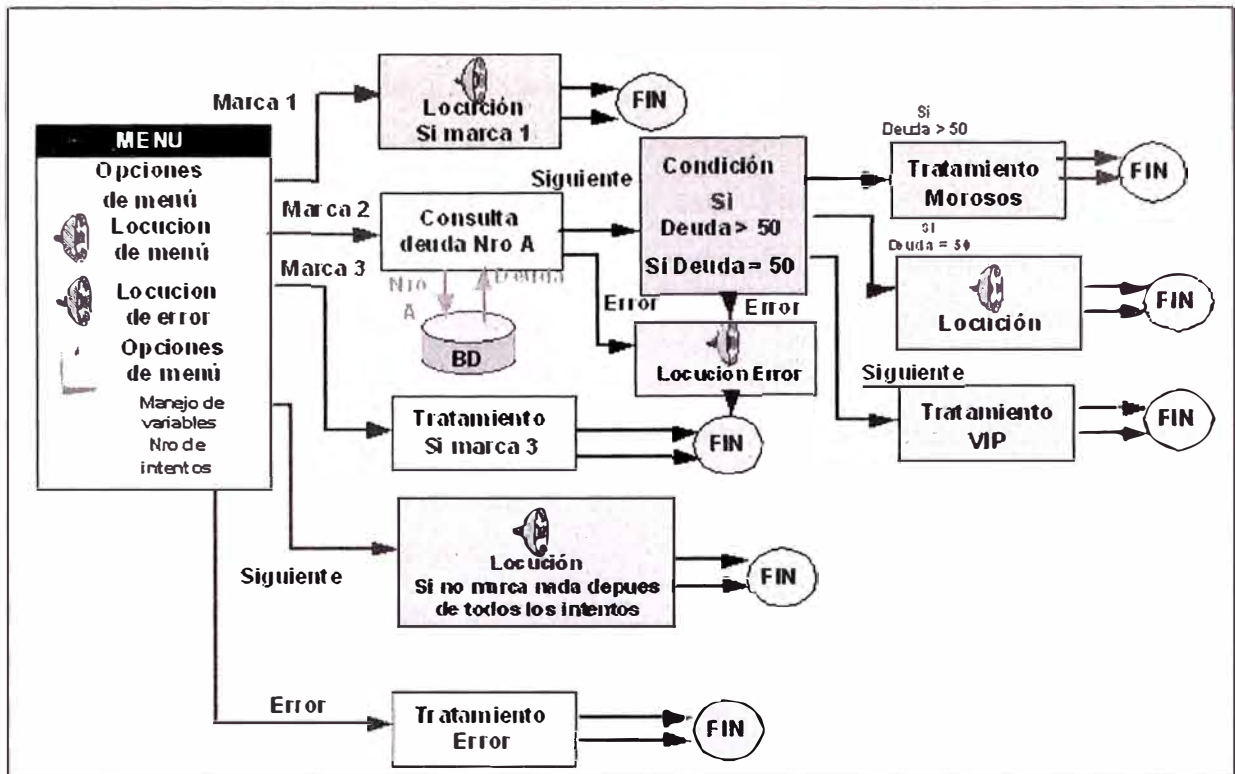 MENU
Opciones
de menú
Locucion
de menú
Locucion
de error
Opciones
de menú
Manejo de
variables
Nro de
intentos
Marca 1
Locución
Si marca 1
FIN
Marca 2
Consulta
deuda Nro A
Nro
A
Deuda
BD
Siguiente
Error
Condición
Si
Deuda > 50
Si Deuda = 50
Error
Locución Error
FIN
Si
Deuda > 50
Tratamiento
Morosos
FIN
Si
Deuda = 50
Locución
FIN
Siguiente
Tratamiento
VIP
FIN
Marca 3
Tratamiento
Si marca 3
Siguiente
Locución
Si no marca nada depues
de todos los intentos
FIN
Error
Tratamiento
Error
FIN